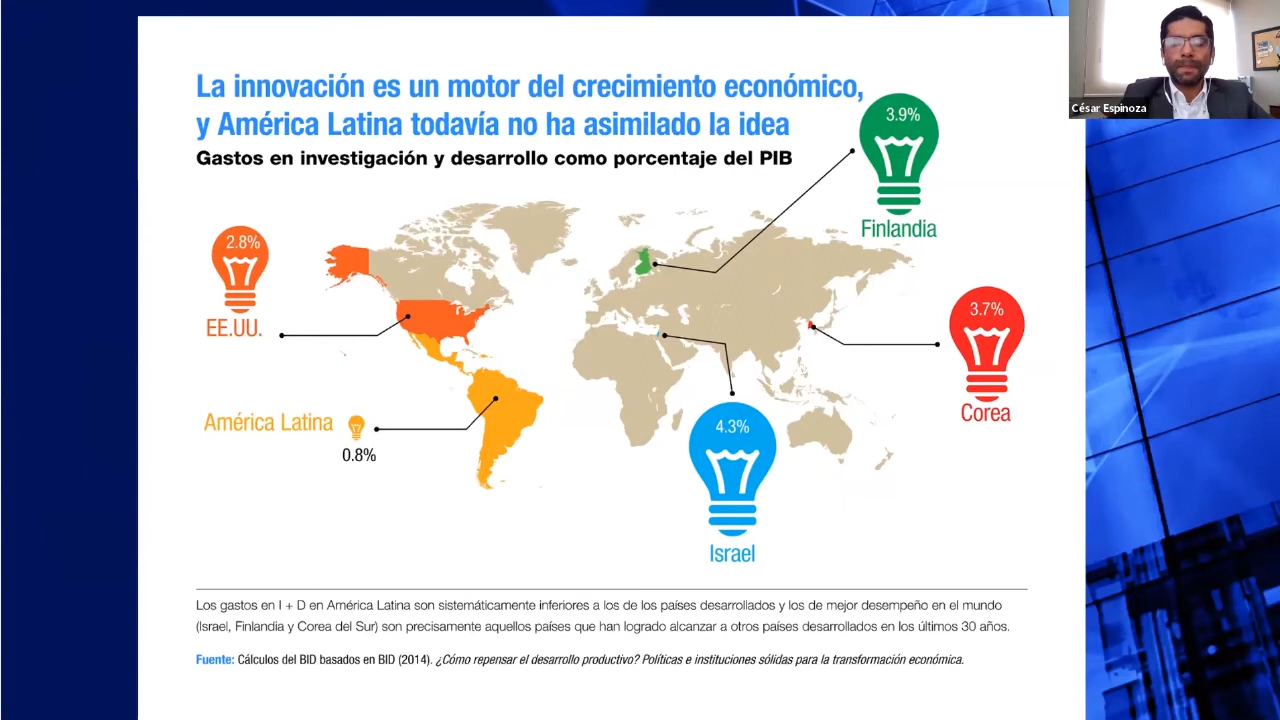 La innovación es un motor del crecimiento económico,
y América Latina todavía no ha asimilado la idea
Gastos en investigación y desarrollo como porcentaje del PIB
César Espinoza
3.9%
Finlandia
2.8%
EE.UU.
3.7%
Corea
América Latina
0.8%
4.3%
Israel
Los gastos en I + D en América Latina son sistemáticamente inferiores a los de los países desarrollados y los de mejor desempeño en el mundo
(Israel, Finlandia y Corea del Sur) son precisamente aquellos países que han logrado alcanzar a otros países desarrollados en los últimos 30 años.
Fuente: Cálculos del BID basados en BID (2014). ¿Cómo repensar el desarrollo productivo? Políticas e instituciones sólidas para la transformación económica.